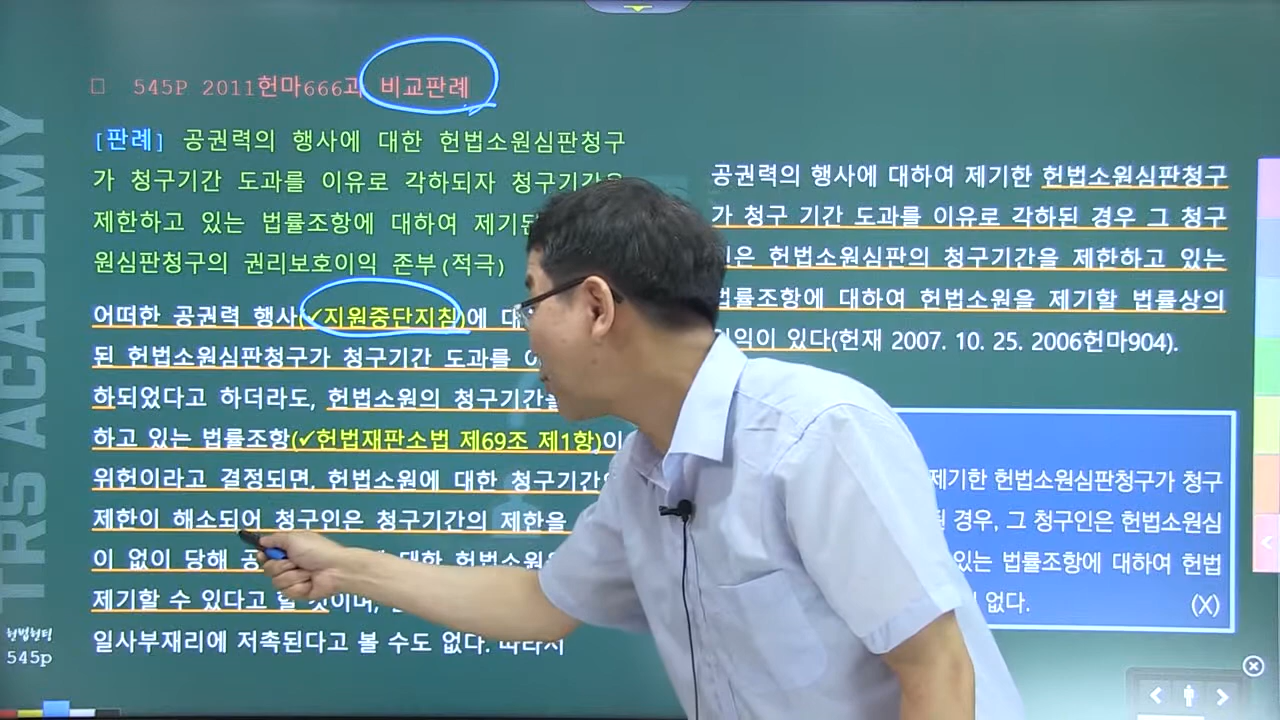 TRS ACADEMY
□ 545P 2011헌마666과 비교판례
[판례] 공권력의 행사에 대한 헌법소원심판청구
가 청구기간 도과를 이유로 각하되자 청구기간을
제한하고 있는 법률조항에 대하여 제기된
원심판청구의 권리보호이익 존부(적극)
어떠한 공권력 행사(✓지원중단지침)에 대
된 헌법소원심판청구가 청구기간 도과를
하되었다고 하더라도, 헌법소원의 청구기간을
하고 있는 법률조항(✓헌법재판소법 제69조 제1항)이
위헌이라고 결정되면, 헌법소원에 대한 청구기간의
제한이 해소되어 청구인은 청구기간의 제한을
이 없이 당해 대한 헌법소원을
제기할 수 있다고 할 것이며,
일사부재리에 저촉된다고 볼 수도 없다. 따라서
헌법헌팅
545p
공권력의 행사에 대하여 제기한 헌법소원심판청구
가 청구 기간 도과를 이유로 각하된 경우 그 청구
인은 헌법소원심판의 청구기간을 제한하고 있는
법률조항에 대하여 헌법소원을 제기할 법률상의
이익이 있다(헌재 2007. 10. 25. 2006헌마904).
제기한 헌법소원심판청구가 청구
경우, 그 청구인은 헌법소원심
있는 법률조항에 대하여 헌법
없다. (X)